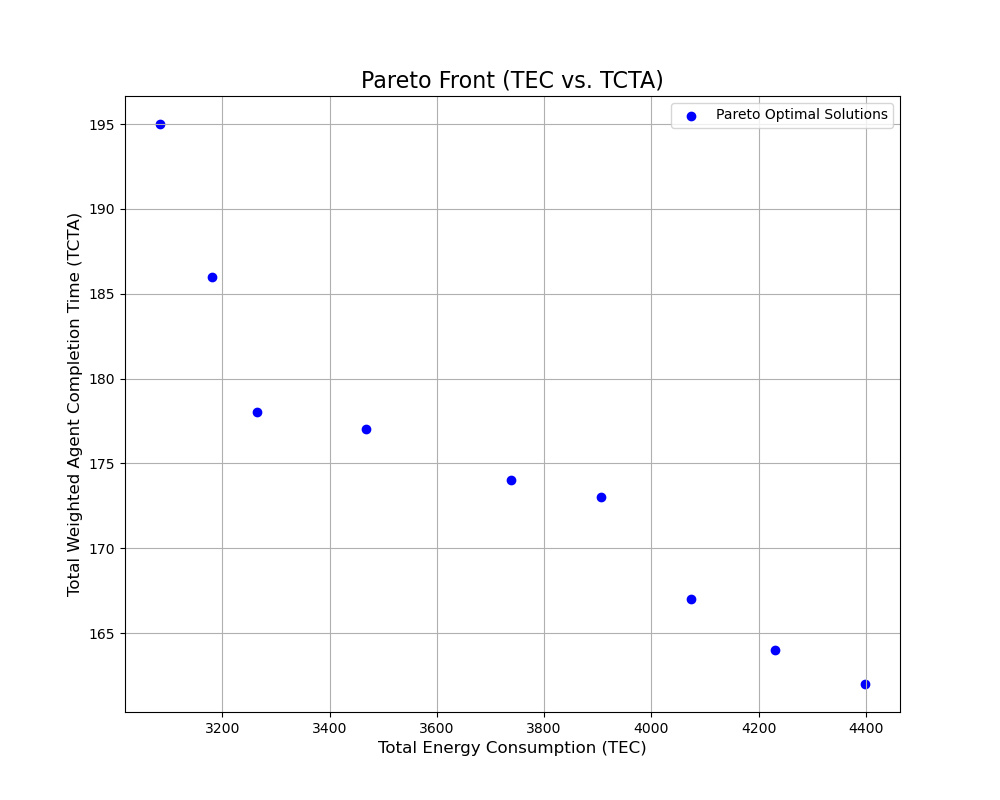 Pareto Front (TEC vs. TCTA)
Pareto Optimal Solutions
Total Weighted Agent Completion Time (TCTA)
195
190
185
180
175
170
165
3200 3400 3600 3800 4000 4200 4400
Total Energy Consumption (TEC)